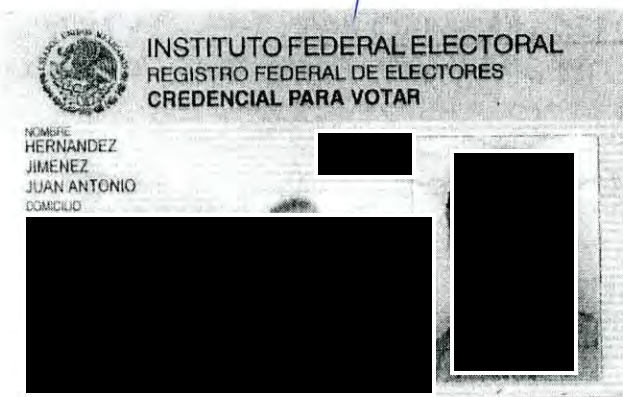 INSTITUTO FEDERAL ELECTORAL
REGISTRO FEDERAL DE ELECTORES
CREDENCIAL PARA VOTAR
NOMBRE
HERNANDEZ
JIMENEZ
JUAN ANTONIO
DOMICILIO